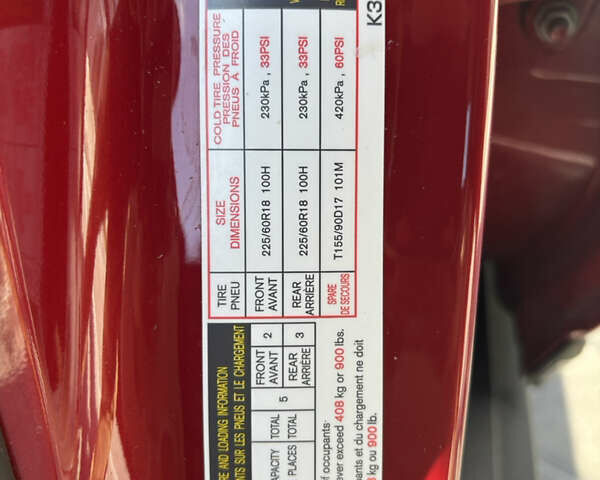 RE AND LOADING INFORMATION
NTS SUR LES PNEUS ET LE CHARGEMENT
APACITY TOTAL 5 FRONT AVANT 2 REAR ARRIÈRE 3
PLACES TOTAL
f occupants
ever exceed 408 kg or 900 lbs.
pants et du chargement ne doit
kg ou 900 lb.
TIRE PNEU
SIZE DIMENSIONS
COLD TIRE PRESSURE
PRESSION DES
PNEUS À FROID
FRONT AVANT
225/60R18 100H
230kPa, 33PSI
REAR ARRIÈRE
225/60R18 100H
230kPa, 33PSI
SPARE DE SECOURS
T155/90D17 101M
420kPa, 60PSI
K3